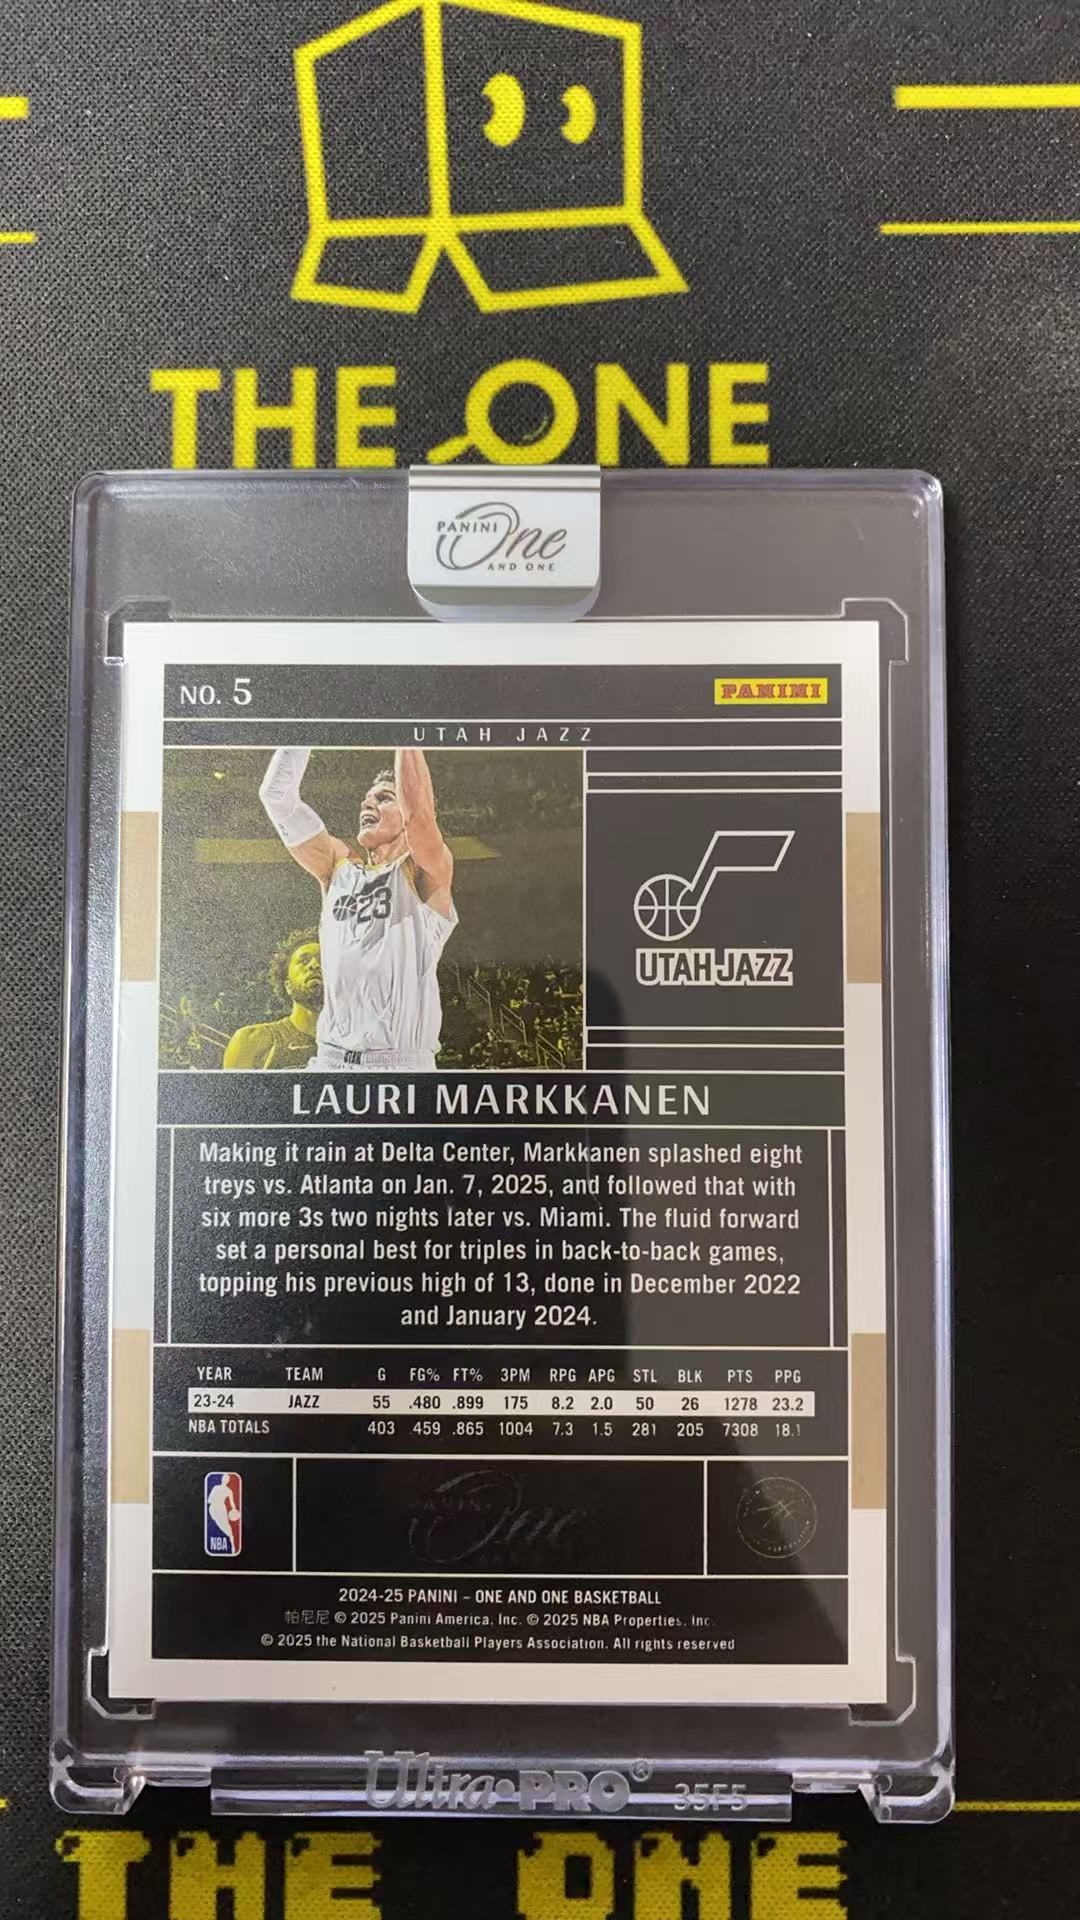 THE ONE
PANINI One
AND ONE
NO. 5
PANINI
UTAH JAZZ
23
UTAH JAZZ
LAURI MARKKANEN
Making it rain at Delta Center, Markkanen splashed eight
treys vs. Atlanta on Jan. 7, 2025, and followed that with
six more 3s two nights later vs. Miami. The fluid forward
set a personal best for triples in back-to-back games,
topping his previous high of 13, done in December 2022
and January 2024.
YEAR TEAM G FG% FT% 3PM RPG APG STL BLK PTS PPG
23-24 JAZZ 55 .480 .899 175 8.2 2.0 50 26 1278 23.2
NBA TOTALS 403 .459 .865 1004 7.3 1.5 281 205 7308 18.1
NBA
PANINI One
2024-25 PANINI – ONE AND ONE BASKETBALL
帕尼尼 © 2025 Panini America, Inc. © 2025 NBA Properties, Inc.
© 2025 the National Basketball Players Association. All rights reserved
Ultra•PRO® 35F5
THE ONE